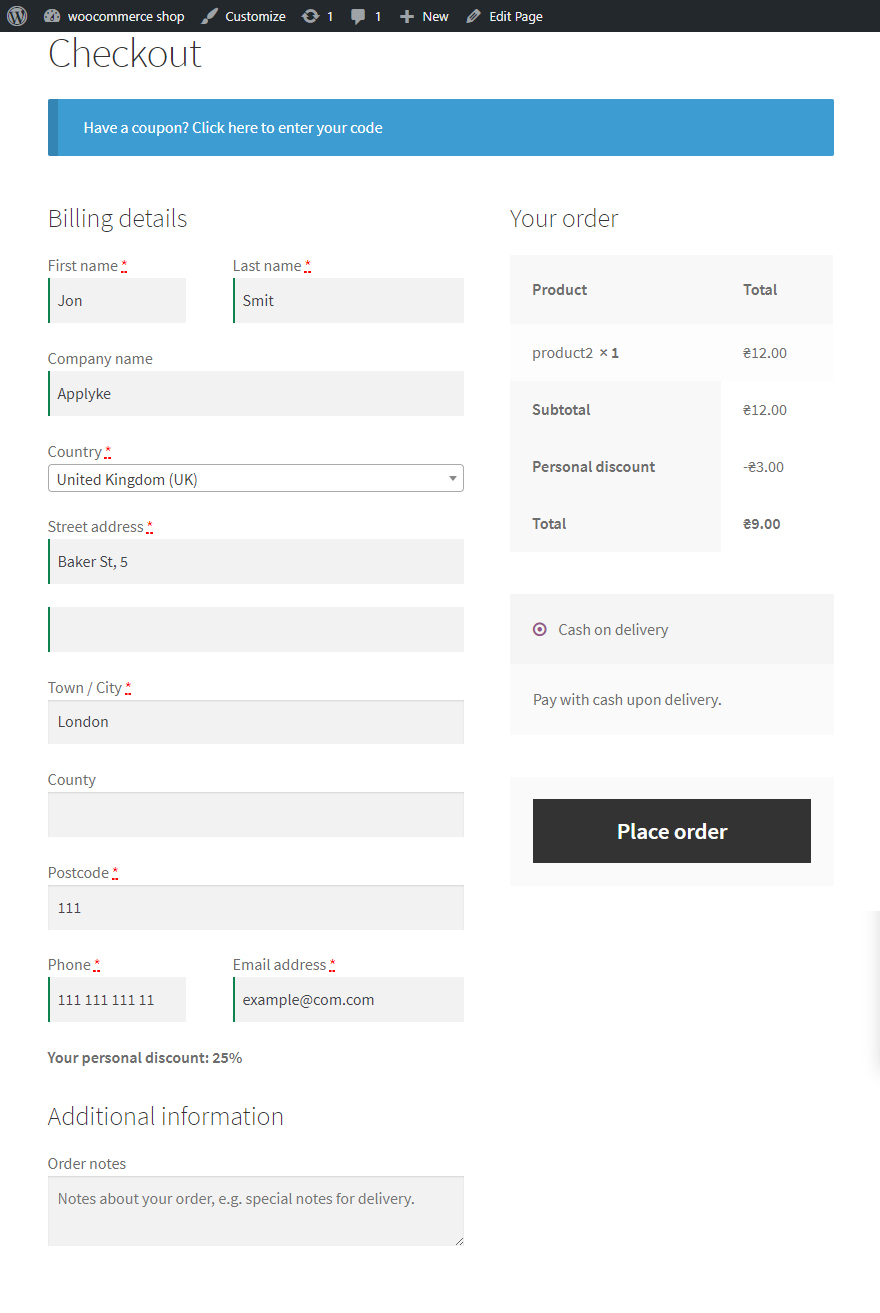 woocommerce shop Customize 1 1 New Edit Page
Checkout
Have a coupon? Click here to enter your code
Billing details
First name * Last name *
Jon Smit
Company name
Applyke
Country *
United Kingdom (UK)
Street address *
Baker St, 5
Town / City *
London
County
Postcode *
111
Phone * Email address *
111 111 111 11 example@com.com
Your personal discount: 25%
Additional information
Order notes
Notes about your order, e.g. special notes for delivery.
Your order
Product Total
product2 × 1 ₴12.00
Subtotal ₴12.00
Personal discount -₴3.00
Total ₴9.00
Cash on delivery
Pay with cash upon delivery.
Place order